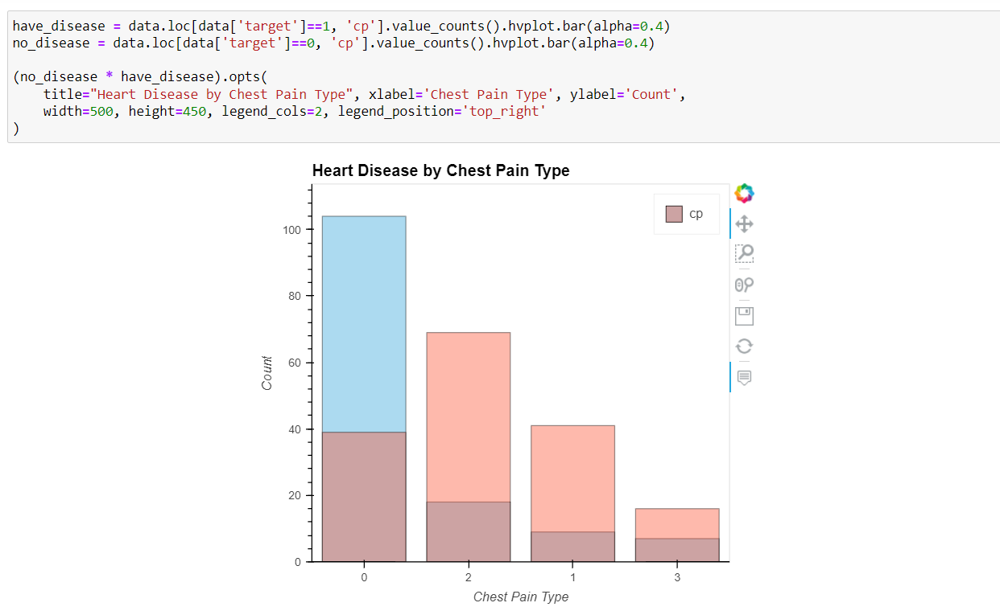 have_disease = data.loc[data['target']==1, 'cp'].value_counts().hvplot.bar(alpha=0.4)
no_disease = data.loc[data['target']==0, 'cp'].value_counts().hvplot.bar(alpha=0.4)
(no_disease * have_disease).opts(
    title="Heart Disease by Chest Pain Type", xlabel='Chest Pain Type', ylabel='Count',
    width=500, height=450, legend_cols=2, legend_position='top_right'
)
Heart Disease by Chest Pain Type
cp
100
80
60
40
20
0
Count
0 2 1 3
Chest Pain Type